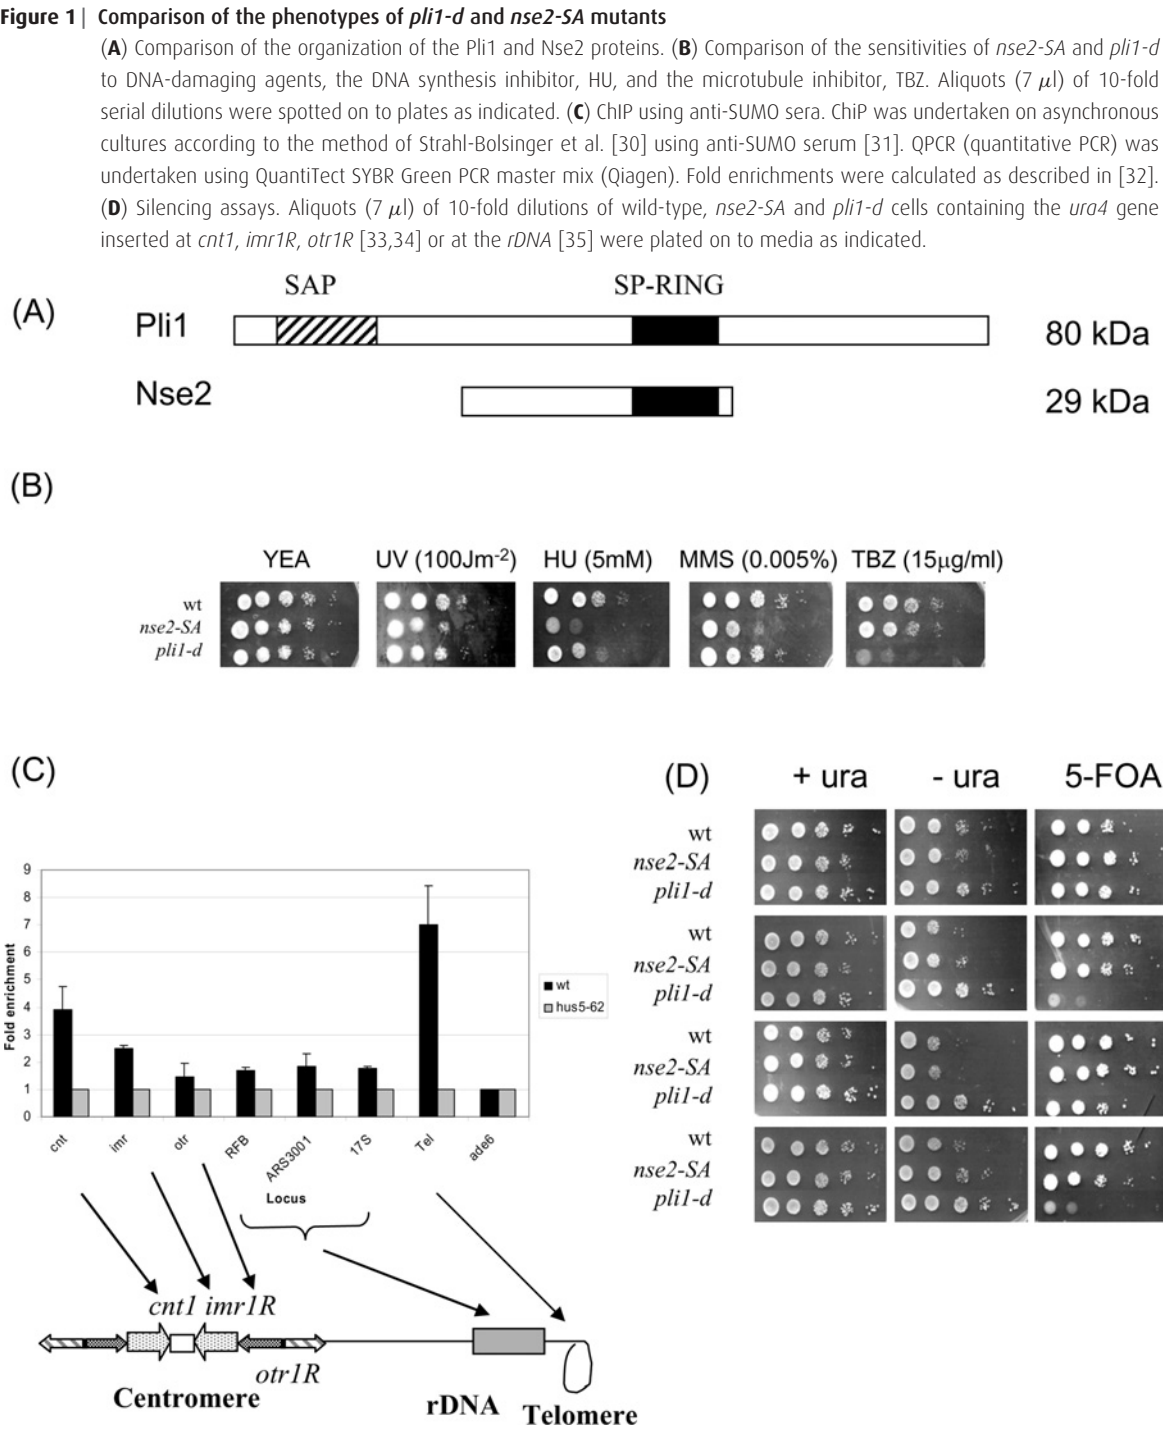 Figure 1 | Comparison of the phenotypes of pli1-d and nse2-SA mutants
(A) Comparison of the organization of the Pli1 and Nse2 proteins. (B) Comparison of the sensitivities of nse2-SA and pli1-d
to DNA-damaging agents, the DNA synthesis inhibitor, HU, and the microtubule inhibitor, TBZ. Aliquots (7 μl) of 10-fold
serial dilutions were spotted on to plates as indicated. (C) ChIP using anti-SUMO sera. ChiP was undertaken on asynchronous
cultures according to the method of Strahl-Bolsinger et al. [30] using anti-SUMO serum [31]. QPCR (quantitative PCR) was
undertaken using QuantiTect SYBR Green PCR master mix (Qiagen). Fold enrichments were calculated as described in [32].
(D) Silencing assays. Aliquots (7 μl) of 10-fold dilutions of wild-type, nse2-SA and pli1-d cells containing the ura4 gene
inserted at cnt1, imr1R, otr1R [33,34] or at the rDNA [35] were plated on to media as indicated.
(A)
SAP SP-RING
Pli1 80 kDa
Nse2 29 kDa
(B)
YEA UV (100Jm-2) HU (5mM) MMS (0.005%) TBZ (15μg/ml)
wt
nse2-SA
pli1-d
(C)
Fold enrichment
9
8
7
6
5
4
3
2
1
0
wt
hus5-62
cnt imr otr RFB ARS3001 17S Tel ade6
Locus
cnt1 imr1R
otr1R
Centromere
rDNA
Telomere
(D)
+ ura - ura 5-FOA
wt
nse2-SA
pli1-d
wt
nse2-SA
pli1-d
wt
nse2-SA
pli1-d
wt
nse2-SA
pli1-d